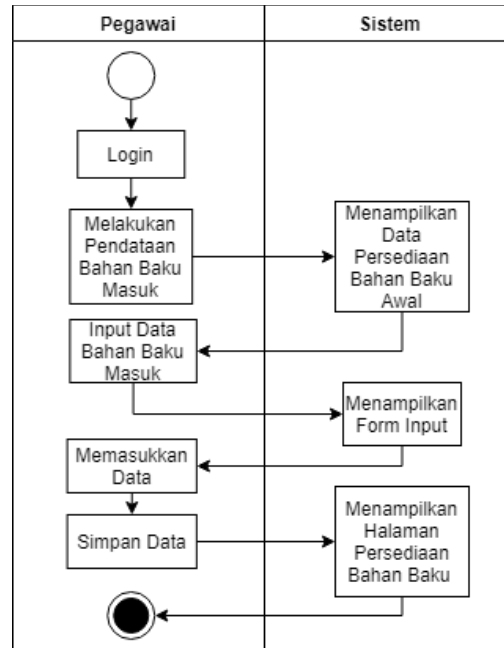 Pegawai
Sistem
Login
Melakukan
Pendataan
Bahan Baku
Masuk
Menampilkan
Data
Persediaan
Bahan Baku
Awal
Input Data
Bahan Baku
Masuk
Menampilkan
Form Input
Memasukkan
Data
Simpan Data
Menampilkan
Halaman
Persediaan
Bahan Baku